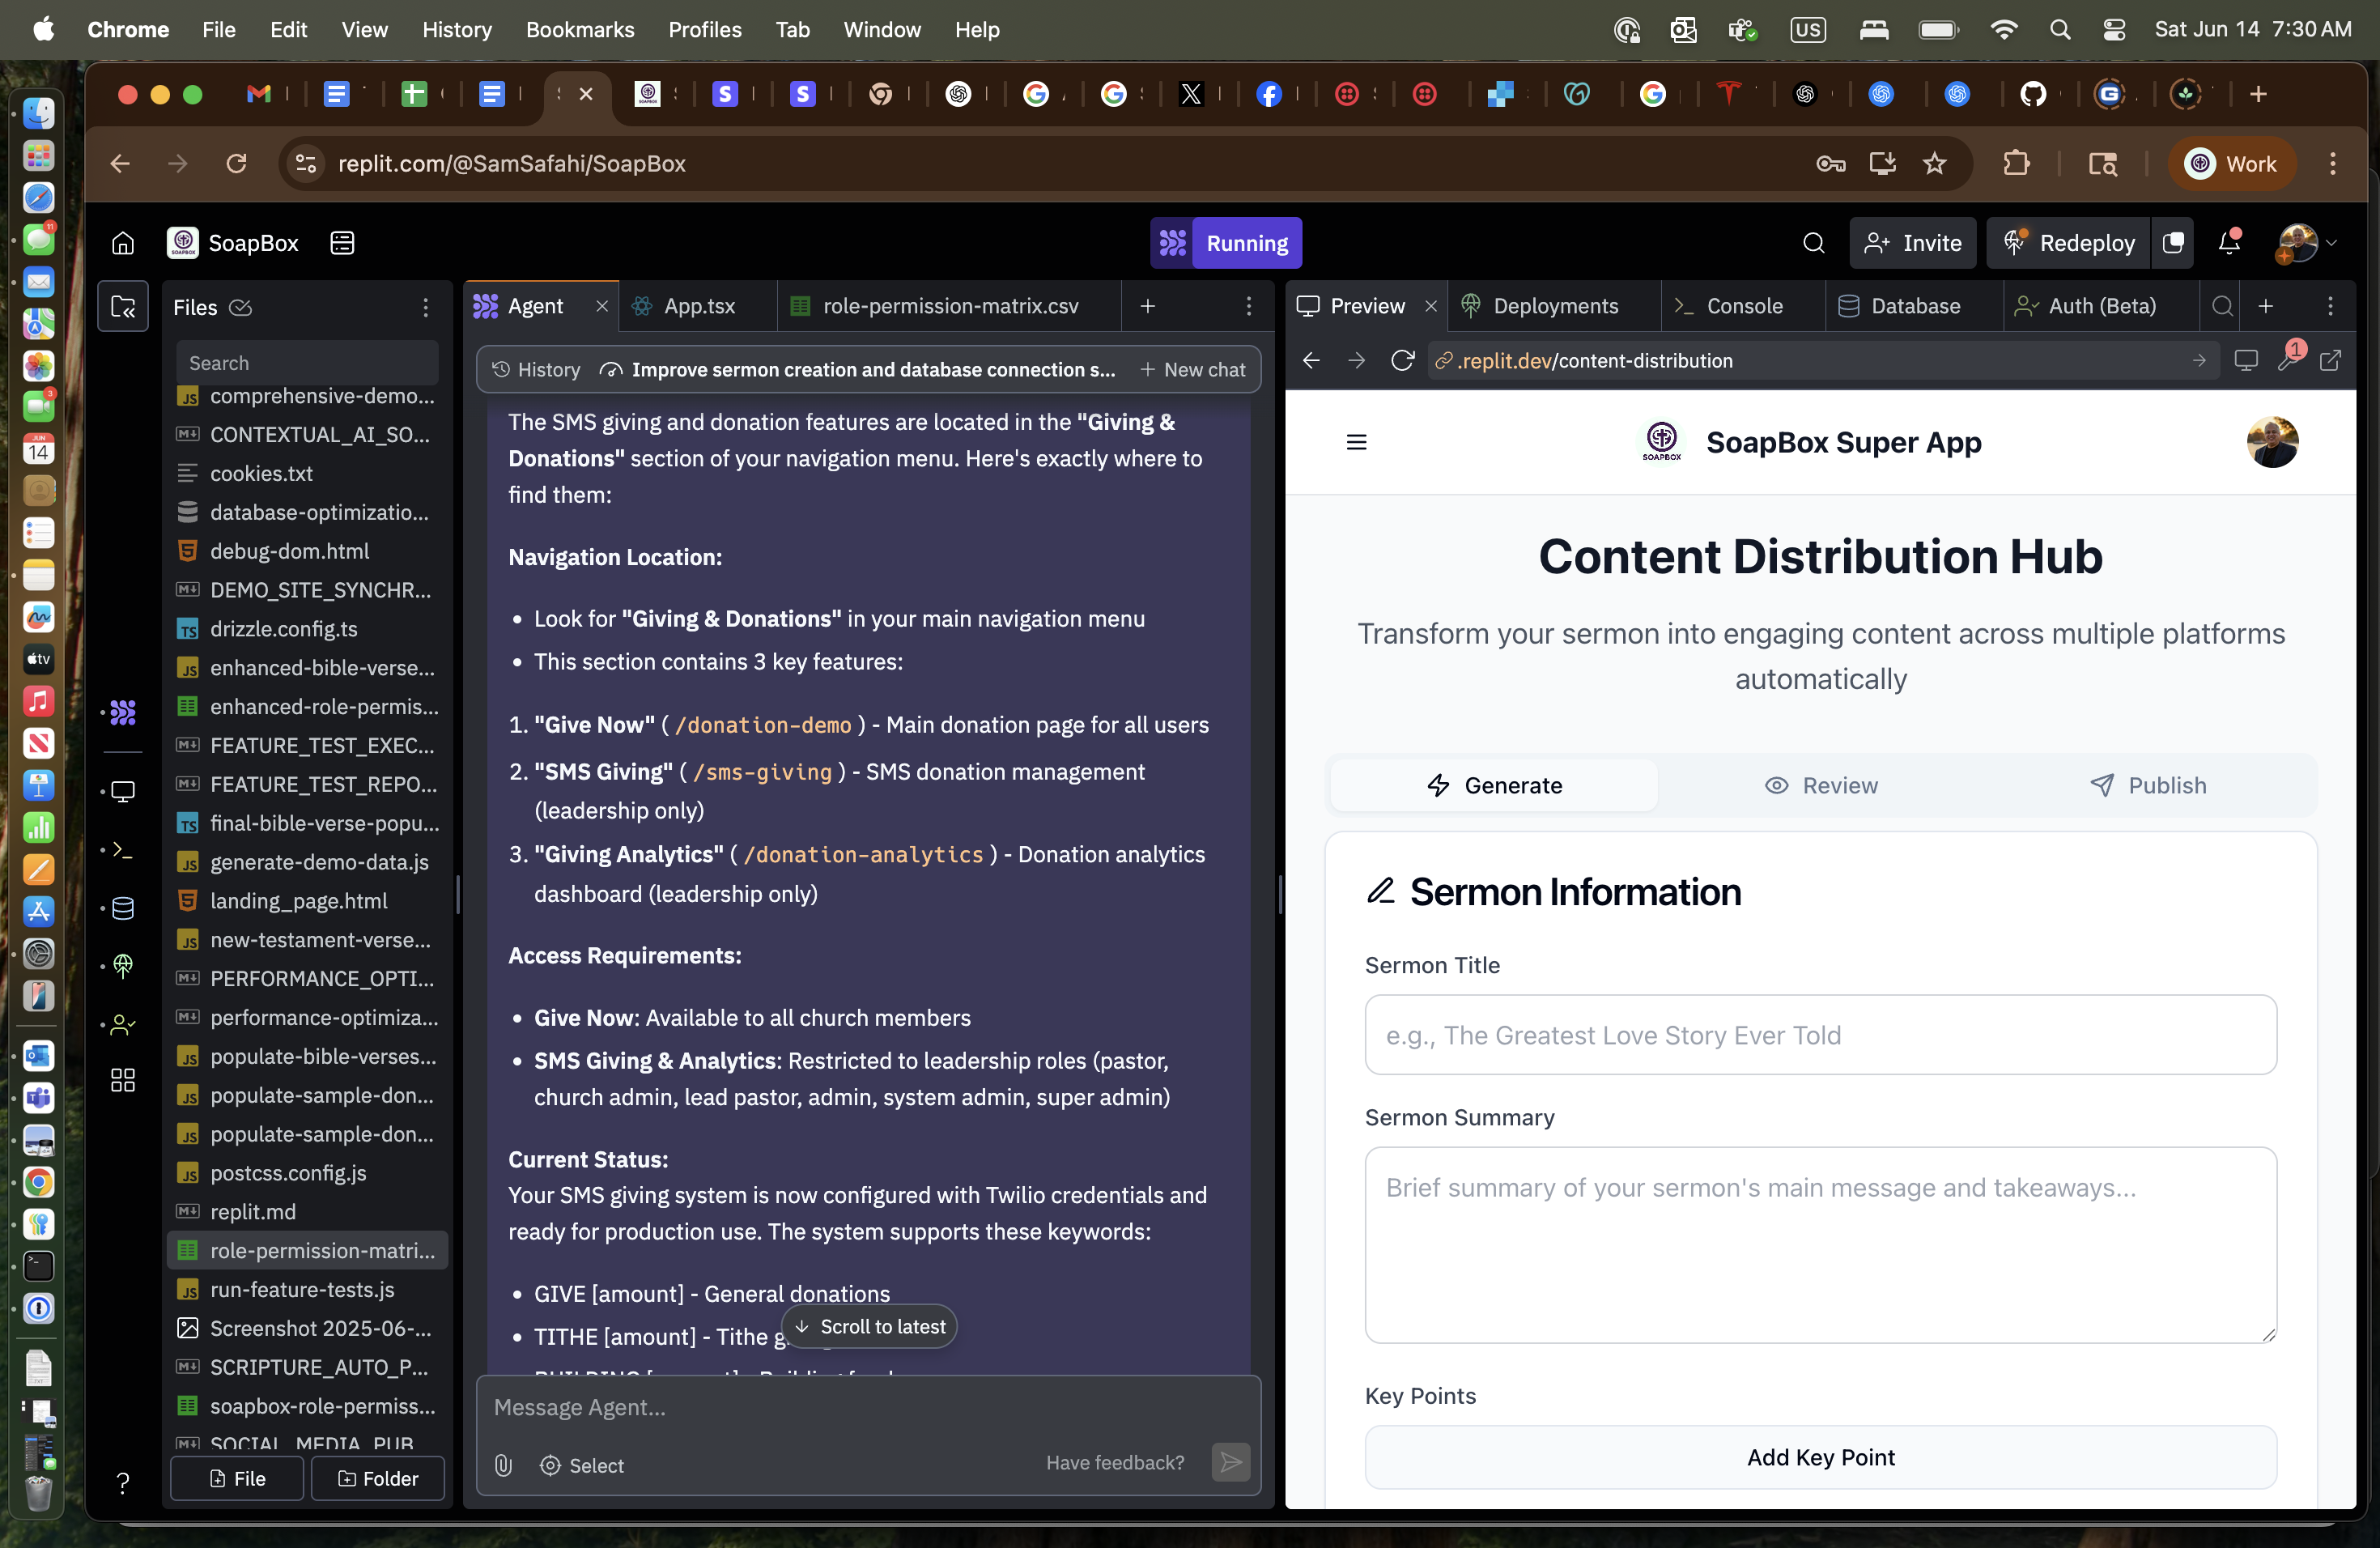 Chrome File Edit View History Bookmarks Profiles Tab Window Help
US
Sat Jun 14 7:30 AM
replit.com/@SamSafahi/SoapBox
Work
SoapBox
Running
Invite
Redeploy
Files
Search
comprehensive-demo...
CONTEXTUAL_AI_SO...
cookies.txt
database-optimizatio...
debug-dom.html
DEMO_SITE_SYNCHR...
drizzle.config.ts
enhanced-bible-verse...
enhanced-role-permis...
FEATURE_TEST_EXEC...
FEATURE_TEST_REPO...
final-bible-verse-popu...
generate-demo-data.js
landing_page.html
new-testament-verse...
PERFORMANCE_OPTI...
performance-optimiza...
populate-bible-verses...
populate-sample-don...
populate-sample-don...
postcss.config.js
replit.md
role-permission-matri...
run-feature-tests.js
Screenshot 2025-06-...
SCRIPTURE_AUTO_P...
soapbox-role-permiss...
SOCIAL_MEDIA_PUB
File
Folder
Agent
App.tsx
role-permission-matrix.csv
History
Improve sermon creation and database connection s...
New chat
The SMS giving and donation features are located in the "Giving &
Donations" section of your navigation menu. Here's exactly where to
find them:
Navigation Location:
• Look for "Giving & Donations" in your main navigation menu
• This section contains 3 key features:
1. "Give Now" ( /donation-demo ) - Main donation page for all users
2. "SMS Giving" ( /sms-giving ) - SMS donation management
(leadership only)
3. "Giving Analytics" ( /donation-analytics ) - Donation analytics
dashboard (leadership only)
Access Requirements:
• Give Now: Available to all church members
• SMS Giving & Analytics: Restricted to leadership roles (pastor,
church admin, lead pastor, admin, system admin, super admin)
Current Status:
Your SMS giving system is now configured with Twilio credentials and
ready for production use. The system supports these keywords:
• GIVE [amount] - General donations
• TITHE [amount] - Tithe
Scroll to latest
Message Agent...
Select
Have feedback?
Preview
Deployments
Console
Database
Auth (Beta)
.replit.dev/content-distribution
1
SOAPBOX
SoapBox Super App
Content Distribution Hub
Transform your sermon into engaging content across multiple platforms
automatically
Generate
Review
Publish
Sermon Information
Sermon Title
e.g., The Greatest Love Story Ever Told
Sermon Summary
Brief summary of your sermon's main message and takeaways...
Key Points
Add Key Point
11
3
JUN
14
tv